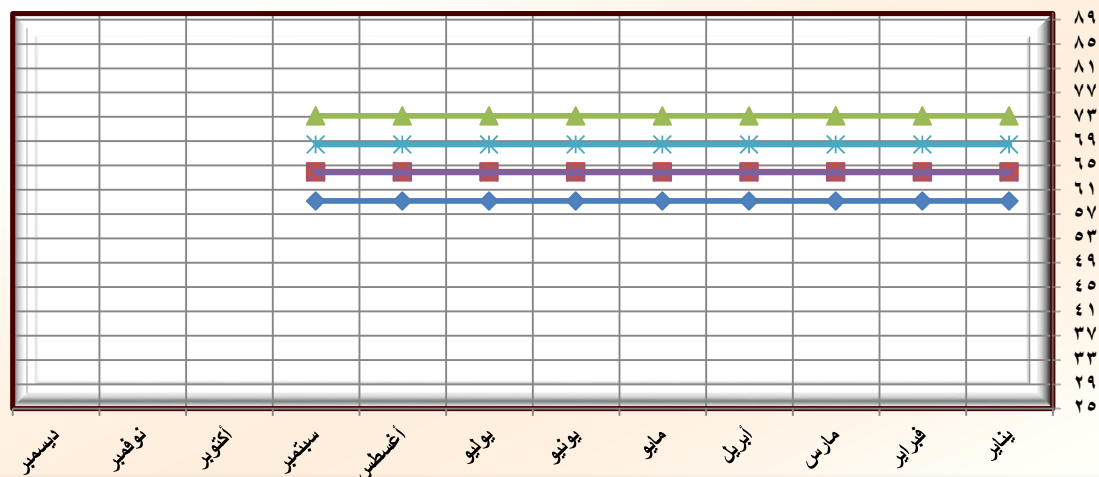 ٨٩
٨٥
٨١
٧٧
٧٣
٦٩
٦٥
٦١
٥٧
٥٣
٤٩
٤٥
٤١
٣٧
٣٣
٢٩
٢٥
يناير
فبراير
مارس
أبريل
مايو
يونيو
يوليو
أغسطس
سبتمبر
أكتوبر
نوفمبر
ديسمبر